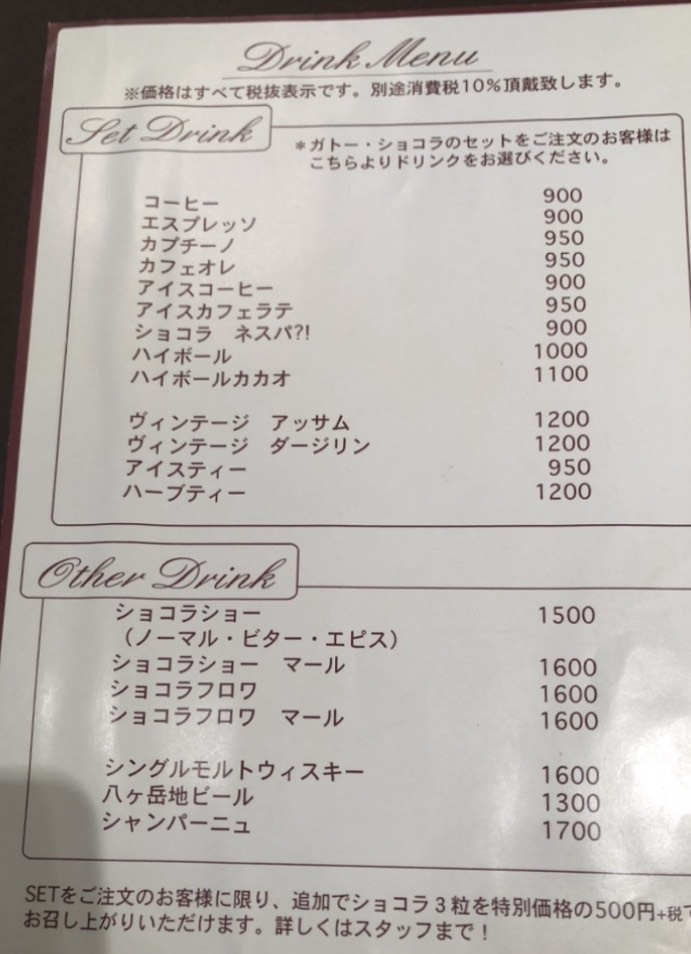 Drink Menu
※価格はすべて税抜表示です。別途消費税10%頂戴致します。
Set Drink
＊ガトー・ショコラのセットをご注文のお客様は
こちらよりドリンクをお選びください。
コーヒー 900
エスプレッソ 900
カプチーノ 950
カフェオレ 950
アイスコーヒー 900
アイスカフェラテ 950
ショコラ ネスパ?! 900
ハイボール 1000
ハイボールカカオ 1100
ヴィンテージ アッサム 1200
ヴィンテージ ダージリン 1200
アイスティー 950
ハーブティー 1200
Other Drink
ショコラショー 1500
（ノーマル・ビター・エピス）
ショコラショー マール 1600
ショコラフロワ 1600
ショコラフロワ マール 1600
シングルモルトウィスキー 1600
八ヶ岳地ビール 1300
シャンパーニュ 1700
SETをご注文のお客様に限り、追加でショコラ3粒を特別価格の500円+税で
お召し上がりいただけます。詳しくはスタッフまで！